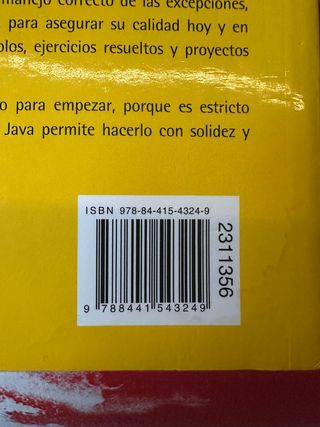 manejo correcto de las excepciones,
para asegurar su calidad hoy y en
ejercicios resueltos y proyectos
para empezar, porque es estricto
Java permite hacerlo con solidez y
ISBN 978-84-415-4324-9
2311356
9 788441 543249